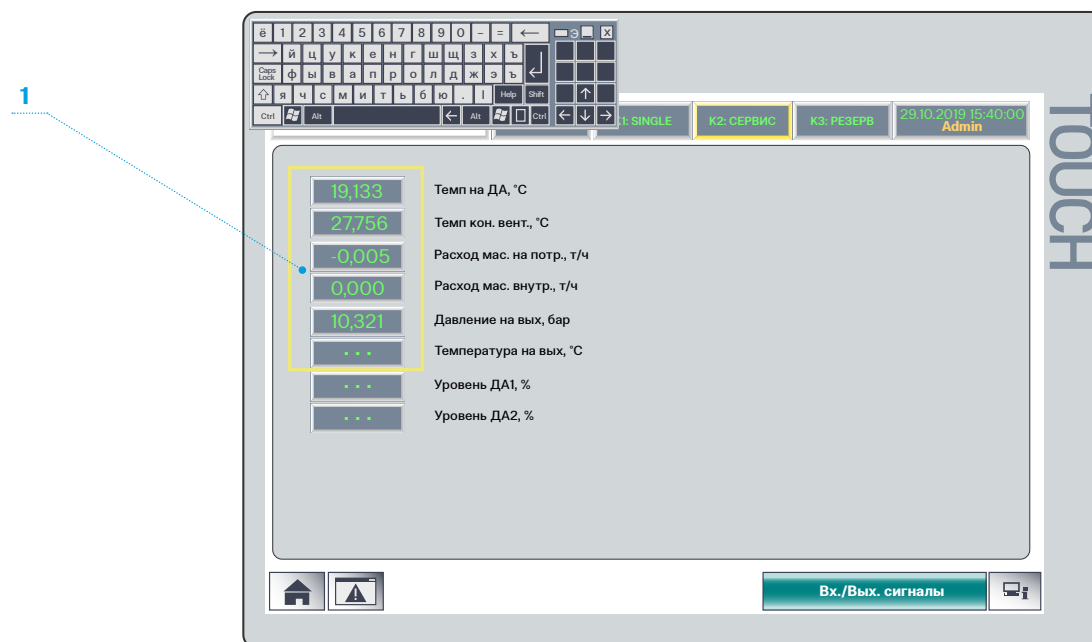 ё 1 2 3 4 5 6 7 8 9 0 - =
й ц у к е н г ш щ з х ъ
Caps Lock ф ы в а п р о л д ж э ъ
я ч с м и т ь б ю . I Help Shift
Ctrl Alt Alt Ctrl
1
1: SINGLE
К2: СЕРВИС
К3: РЕЗЕРВ
29.10.2019 15:40:00
Admin
TOUCH
19,133 Темп на ДА, °C
27,756 Темп кон. вент., °C
-0,005 Расход мас. на потр., т/ч
0,000 Расход мас. внутр., т/ч
10,321 Давление на вых, бар
... Температура на вых, °C
... Уровень ДА1, %
... Уровень ДА2, %
Вх./Вых. сигналы